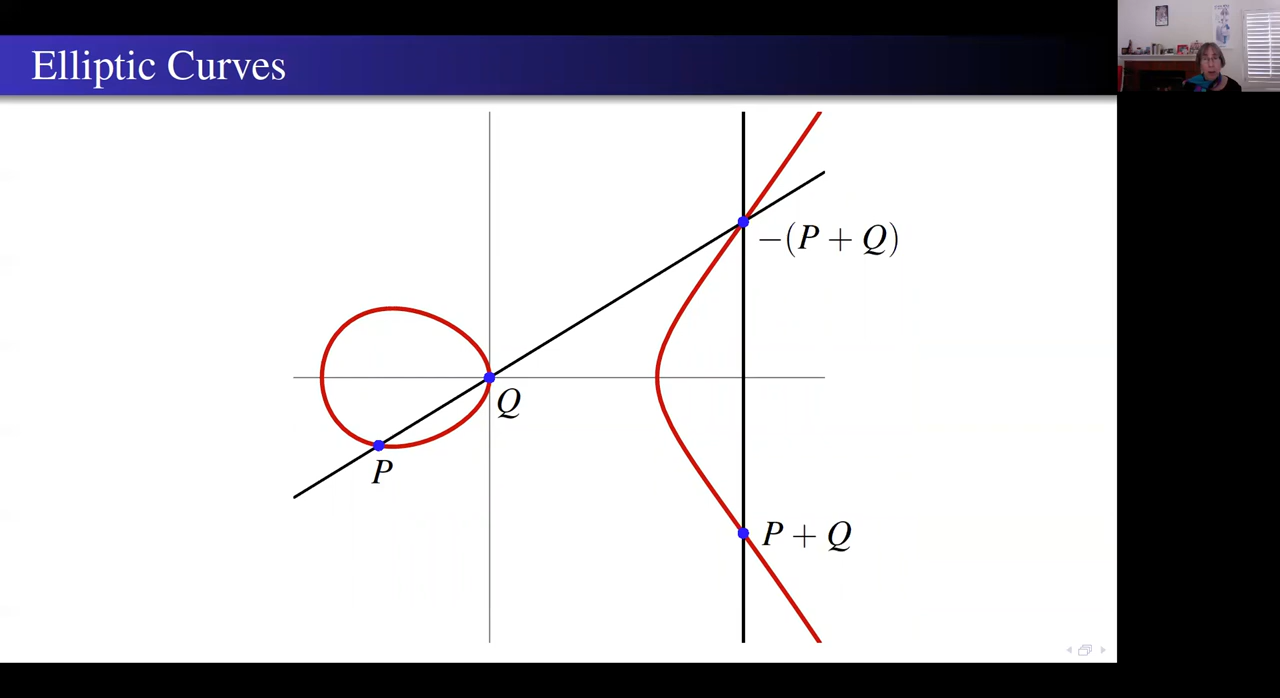 Elliptic Curves
−(P + Q)
Q
P
P + Q